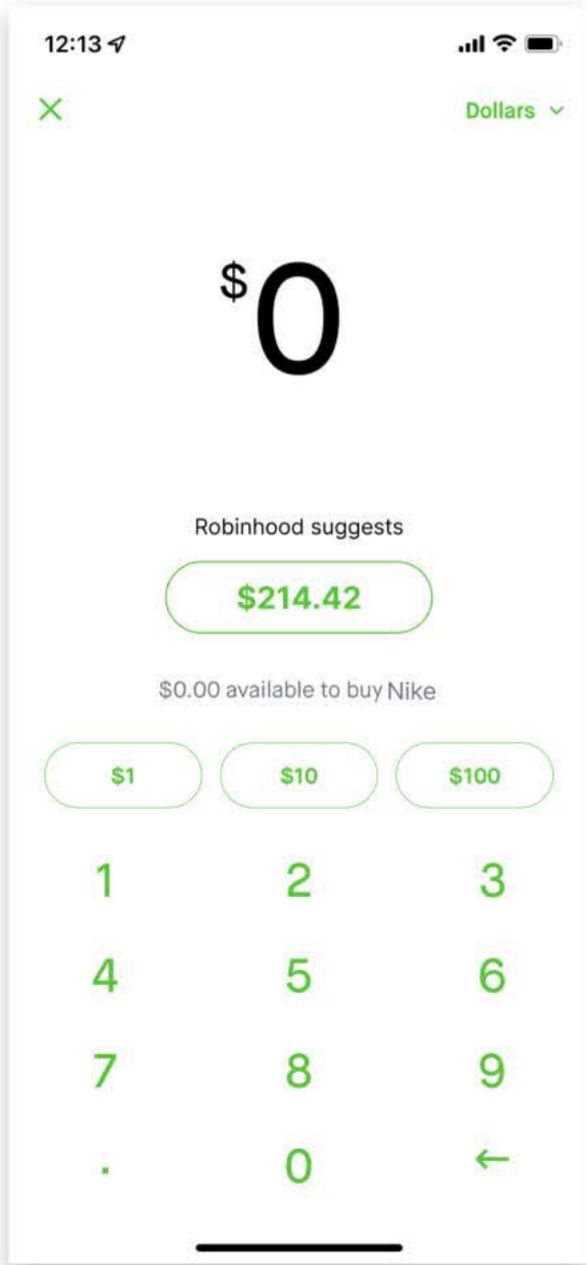 12:13
Dollars
$0
Robinhood suggests
$214.42
$0.00 available to buy Nike
$1 $10 $100
1 2 3
4 5 6
7 8 9
. 0 ←